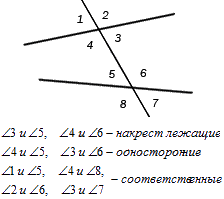 1 2
4 3
5 6
8 7
∠3 и ∠5, ∠4 и ∠6 – накрест лежащие
∠4 и ∠5, ∠3 и ∠6 – односторонние
∠1 и ∠5, ∠4 и ∠8,
– соответственные
∠2 и ∠6, ∠3 и ∠7